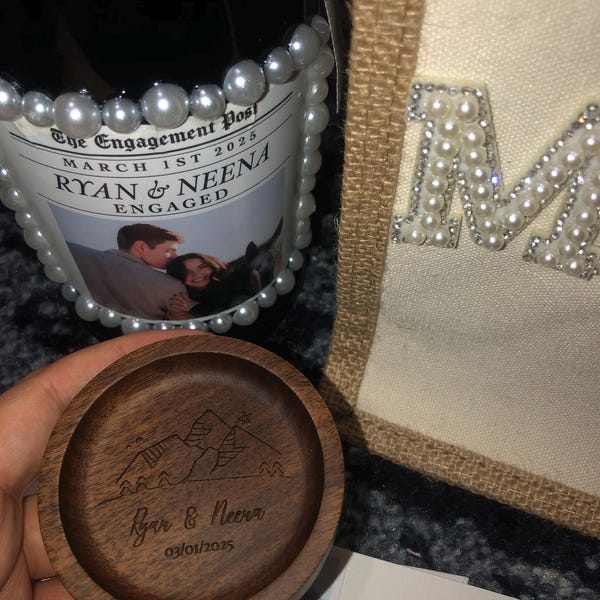 The Engagement Post
MARCH 1ST 2025
RYAN & NEENA
ENGAGED
M
Ryan & Neena
03/01/2025